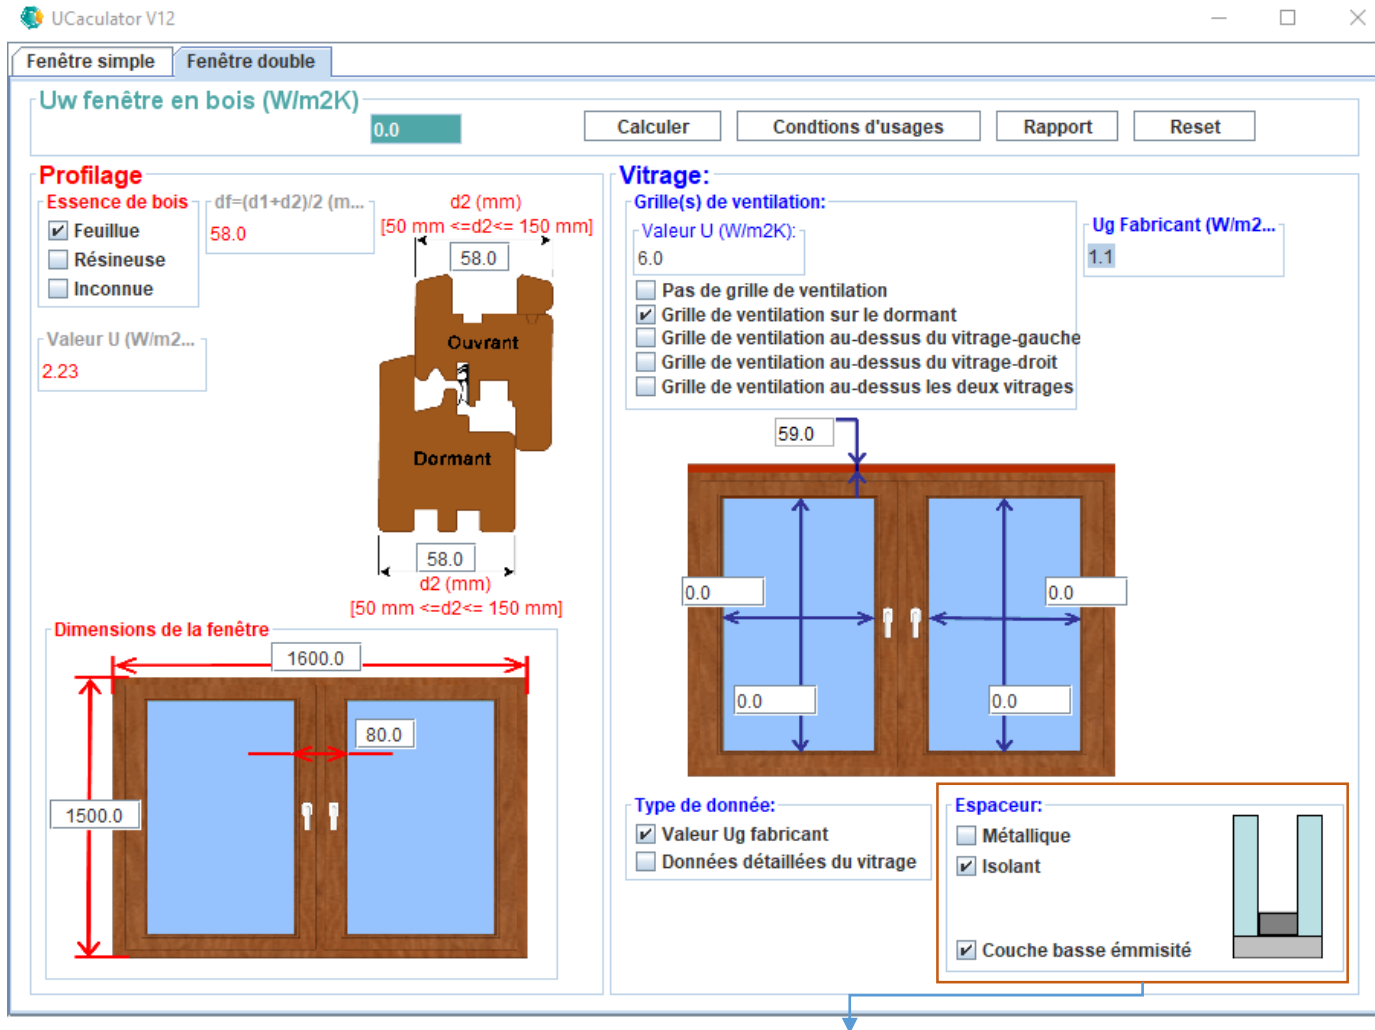 UCaculator V12
Fenêtre simple
Fenêtre double
Uw fenêtre en bois (W/m2K)
0.0
Calculer
Condtions d'usages
Rapport
Reset
Profilage
Essence de bois
Feuillue
Résineuse
Inconnue
df=(d1+d2)/2 (m...
58.0
Valeur U (W/m2...
2.23
d2 (mm)
[50 mm <=d2<= 150 mm]
58.0
Ouvrant
Dormant
58.0
d2 (mm)
[50 mm <=d2<= 150 mm]
Dimensions de la fenêtre
1600.0
80.0
1500.0
Vitrage:
Grille(s) de ventilation:
Valeur U (W/m2K):
6.0
Pas de grille de ventilation
Grille de ventilation sur le dormant
Grille de ventilation au-dessus du vitrage-gauche
Grille de ventilation au-dessus du vitrage-droit
Grille de ventilation au-dessus les deux vitrages
Ug Fabricant (W/m2...
1.1
59.0
0.0
0.0
0.0
0.0
Type de donnée:
Valeur Ug fabricant
Données détaillées du vitrage
Espaceur:
Métallique
Isolant
Couche basse émmisité